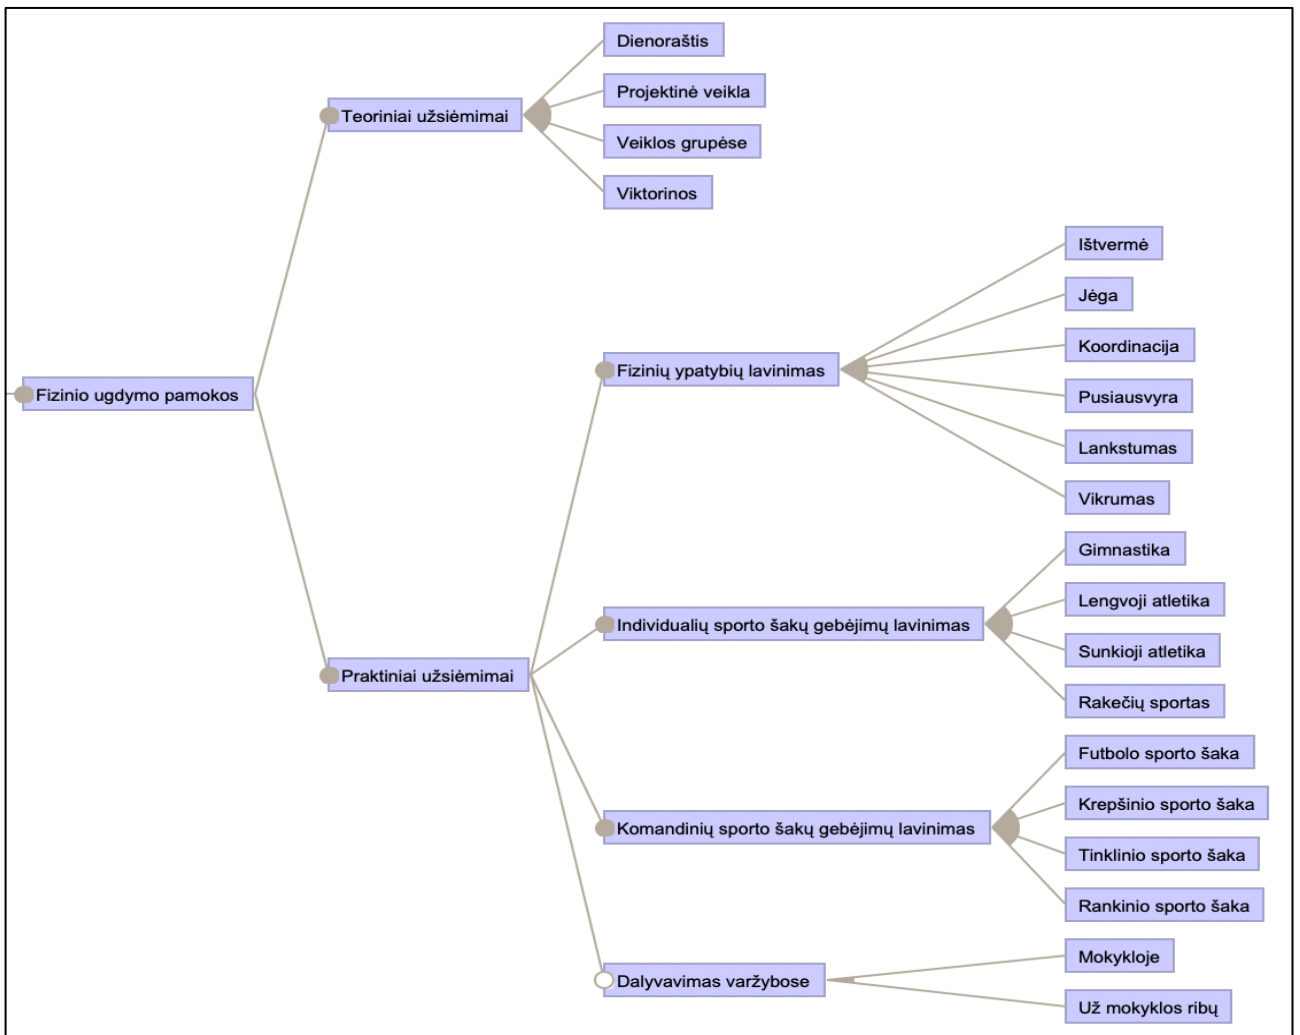 Dienoraštis
Projektinė veikla
Teoriniai užsiėmimai
Veiklos grupėse
Viktorinos
Ištvermė
Jėga
Koordinacija
Fizinių ypatybių lavinimas
Fizinio ugdymo pamokos
Pusiausvyra
Lankstumas
Vikrumas
Gimnastika
Lengvoji atletika
Individualių sporto šakų gebėjimų lavinimas
Sunkioji atletika
Praktiniai užsiėmimai
Rakečių sportas
Futbolo sporto šaka
Krepšinio sporto šaka
Komandinių sporto šakų gebėjimų lavinimas
Tinklinio sporto šaka
Rankinio sporto šaka
Mokykloje
Dalyvavimas varžybose
Už mokyklos ribų